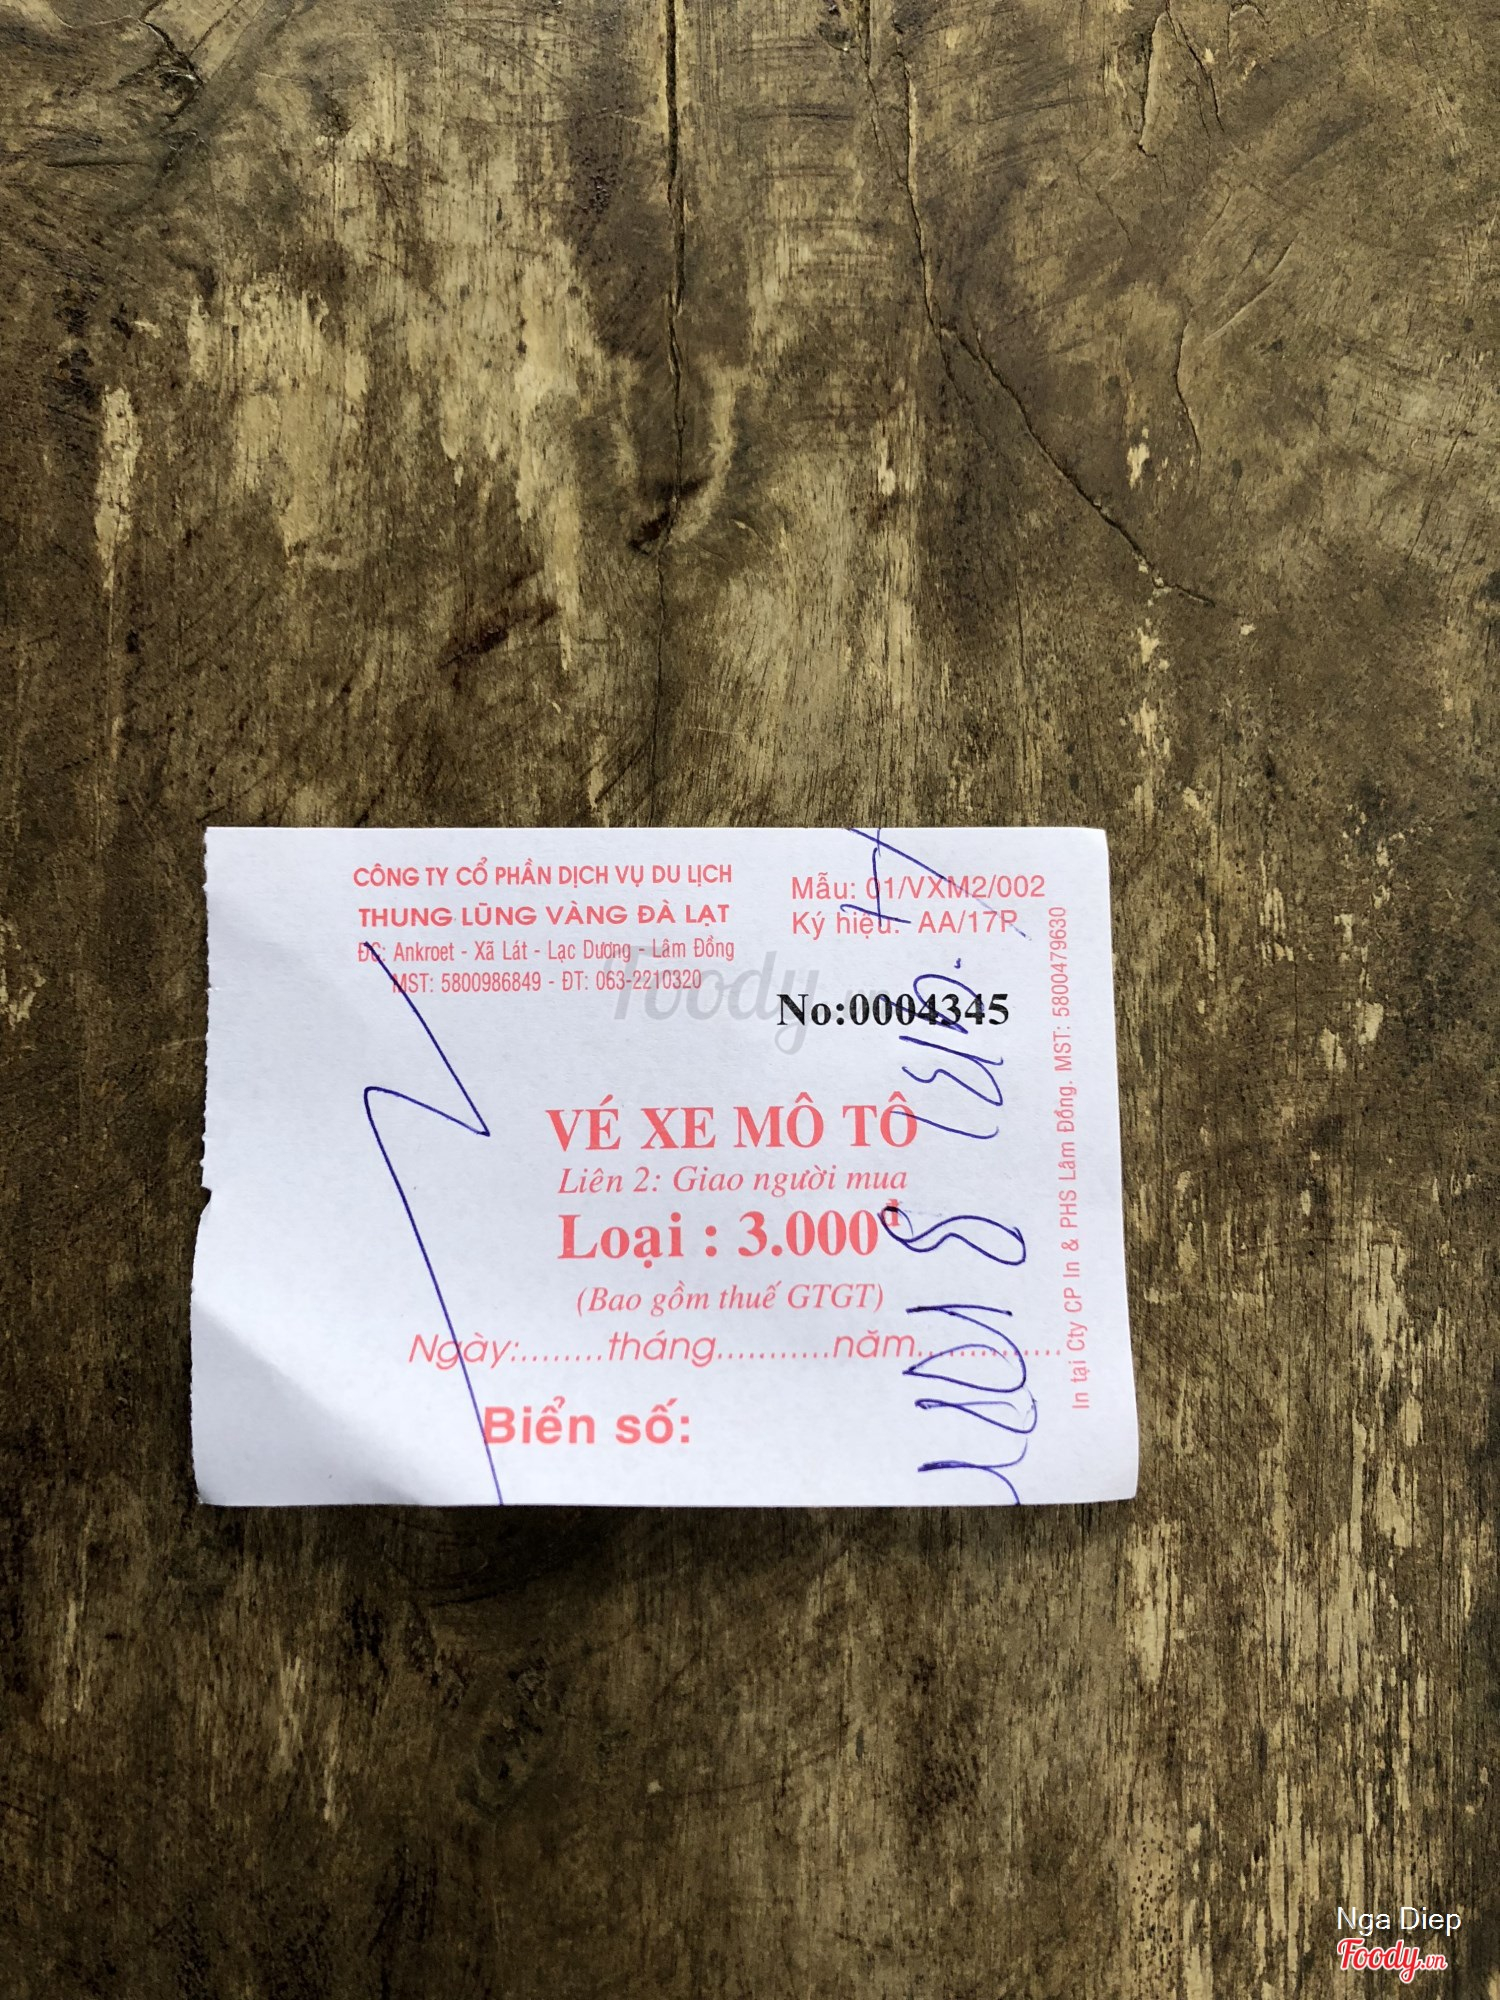 CÔNG TY CỔ PHẦN DỊCH VỤ DU LỊCH
THUNG LŨNG VÀNG ĐÀ LẠT
ĐC: Ankroet - Xã Lát - Lạc Dương - Lâm Đồng
MST: 5800986849 - ĐT: 063-2210320
Mẫu: 01/VXM2/002
Ký hiệu: AA/17P
No:0004345
VÉ XE MÔ TÔ
Liên 2: Giao người mua
Loại : 3.000đ
(Bao gồm thuế GTGT)
Ngày:.........tháng...........năm..............
Biển số:
In tại Cty CP In & PHS Lâm Đồng. MST: 5800479630
Foody.vn
Nga Diep
Foody.vn